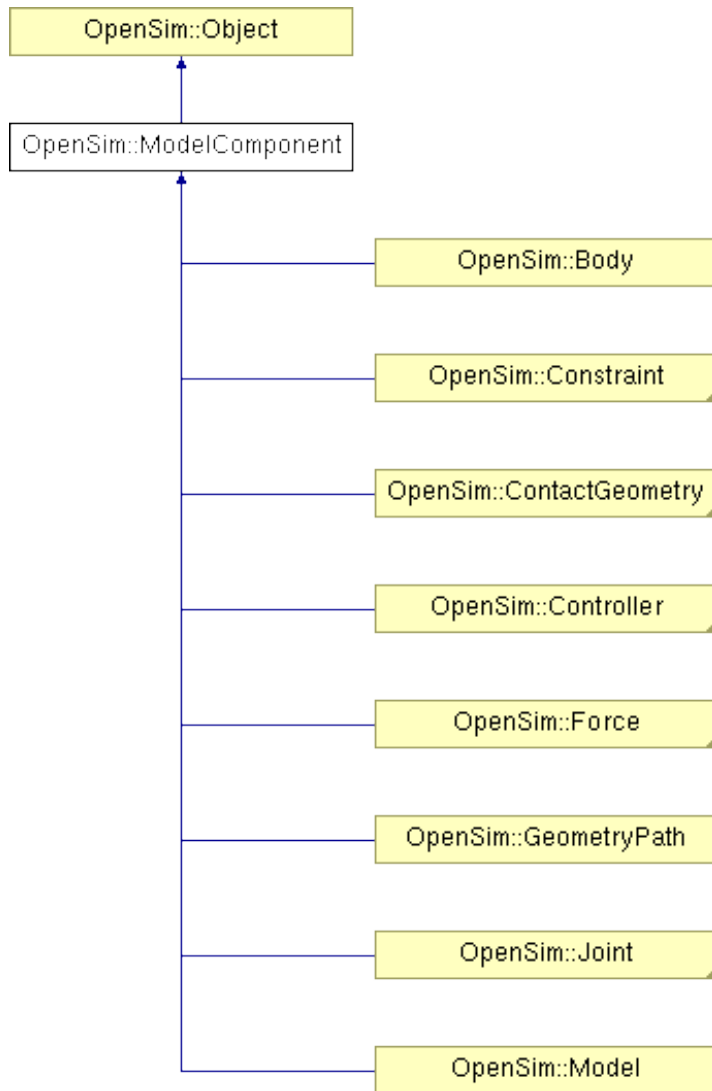 OpenSim::Object
OpenSim::ModelComponent
OpenSim::Body
OpenSim::Constraint
OpenSim::ContactGeometry
OpenSim::Controller
OpenSim::Force
OpenSim::GeometryPath
OpenSim::Joint
OpenSim::Model